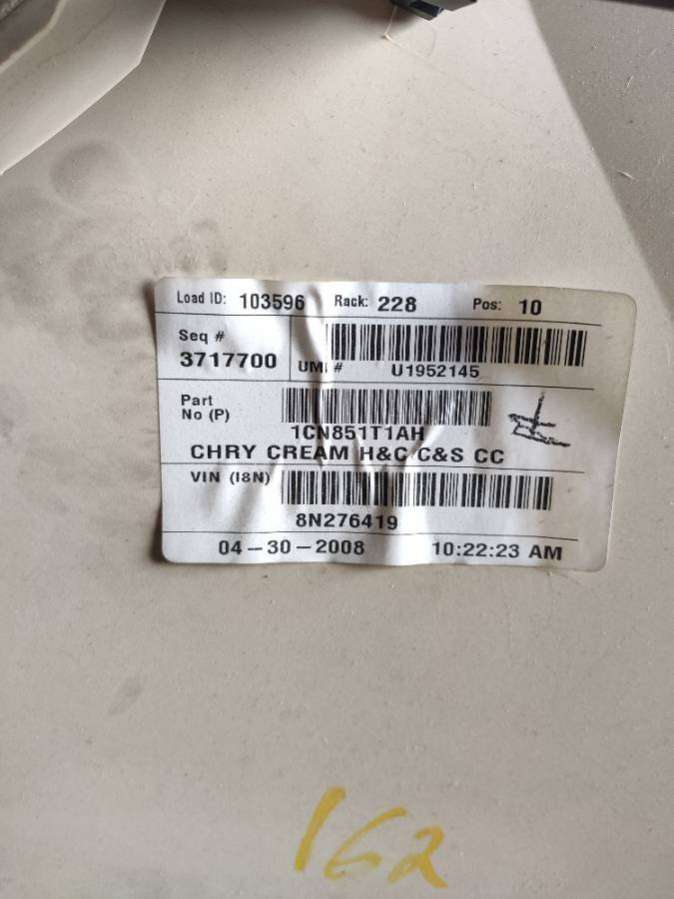 Load ID: 103596 Rack: 228 Pos: 10
Seq #
3717700 UMI # U1952145
Part
No (P)
1CN851T1AH
CHRY CREAM H&C C&S CC
VIN (I8N)
8N276419
04-30-2008 10:22:23 AM
162